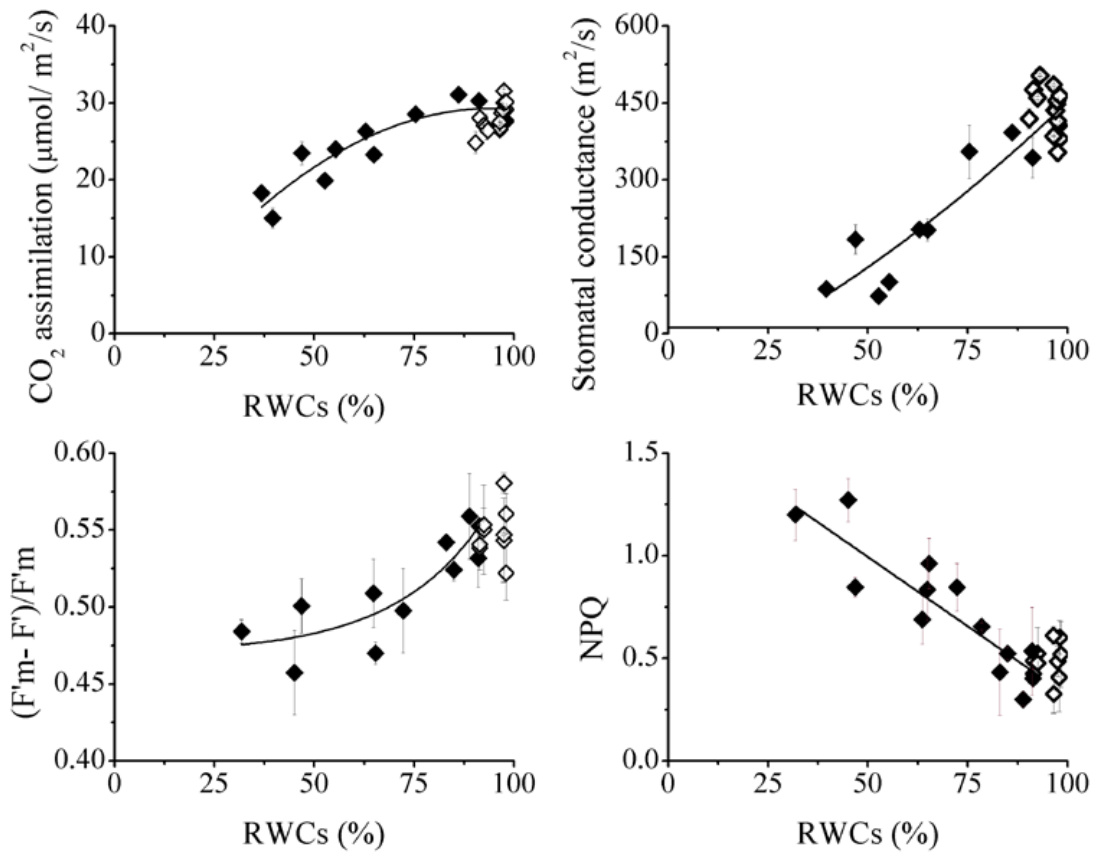 CO₂ assimilation (μmol/ m²/s)
40
30
20
10
0
0 25 50 75 100
RWCs (%)
Stomatal conductance (m²/s)
600
450
300
150
0
0 25 50 75 100
RWCs (%)
(F'm- F')/F'm
0.60
0.55
0.50
0.45
0.40
0 25 50 75 100
RWCs (%)
NPQ
1.5
1.0
0.5
0.0
0 25 50 75 100
RWCs (%)